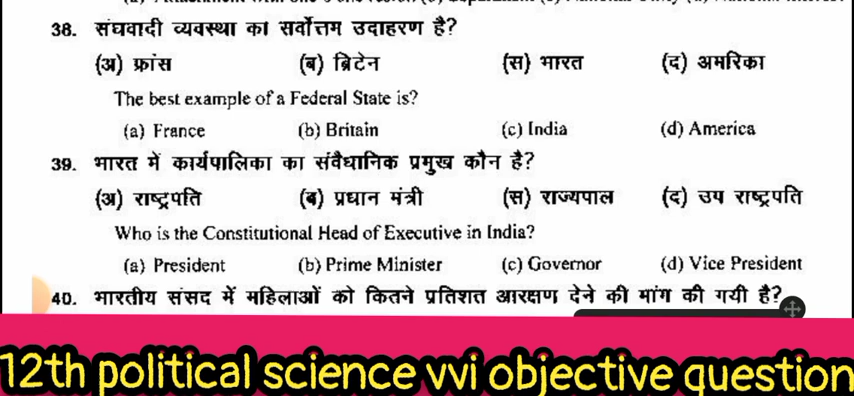 38. संघवादी व्यवस्था का सर्वोत्तम उदाहरण है?
(अ) फ्रांस (ब) ब्रिटेन (स) भारत (द) अमरिका
The best example of a Federal State is?
(a) France (b) Britain (c) India (d) America
39. भारत में कार्यपालिका का संवैधानिक प्रमुख कौन है?
(अ) राष्ट्रपति (ब) प्रधान मंत्री (स) राज्यपाल (द) उप राष्ट्रपति
Who is the Constitutional Head of Executive in India?
(a) President (b) Prime Minister (c) Governor (d) Vice President
40. भारतीय संसद में महिलाओं को कितने प्रतिशत आरक्षण देने की मांग की गयी है?
12th political science vvi objective question